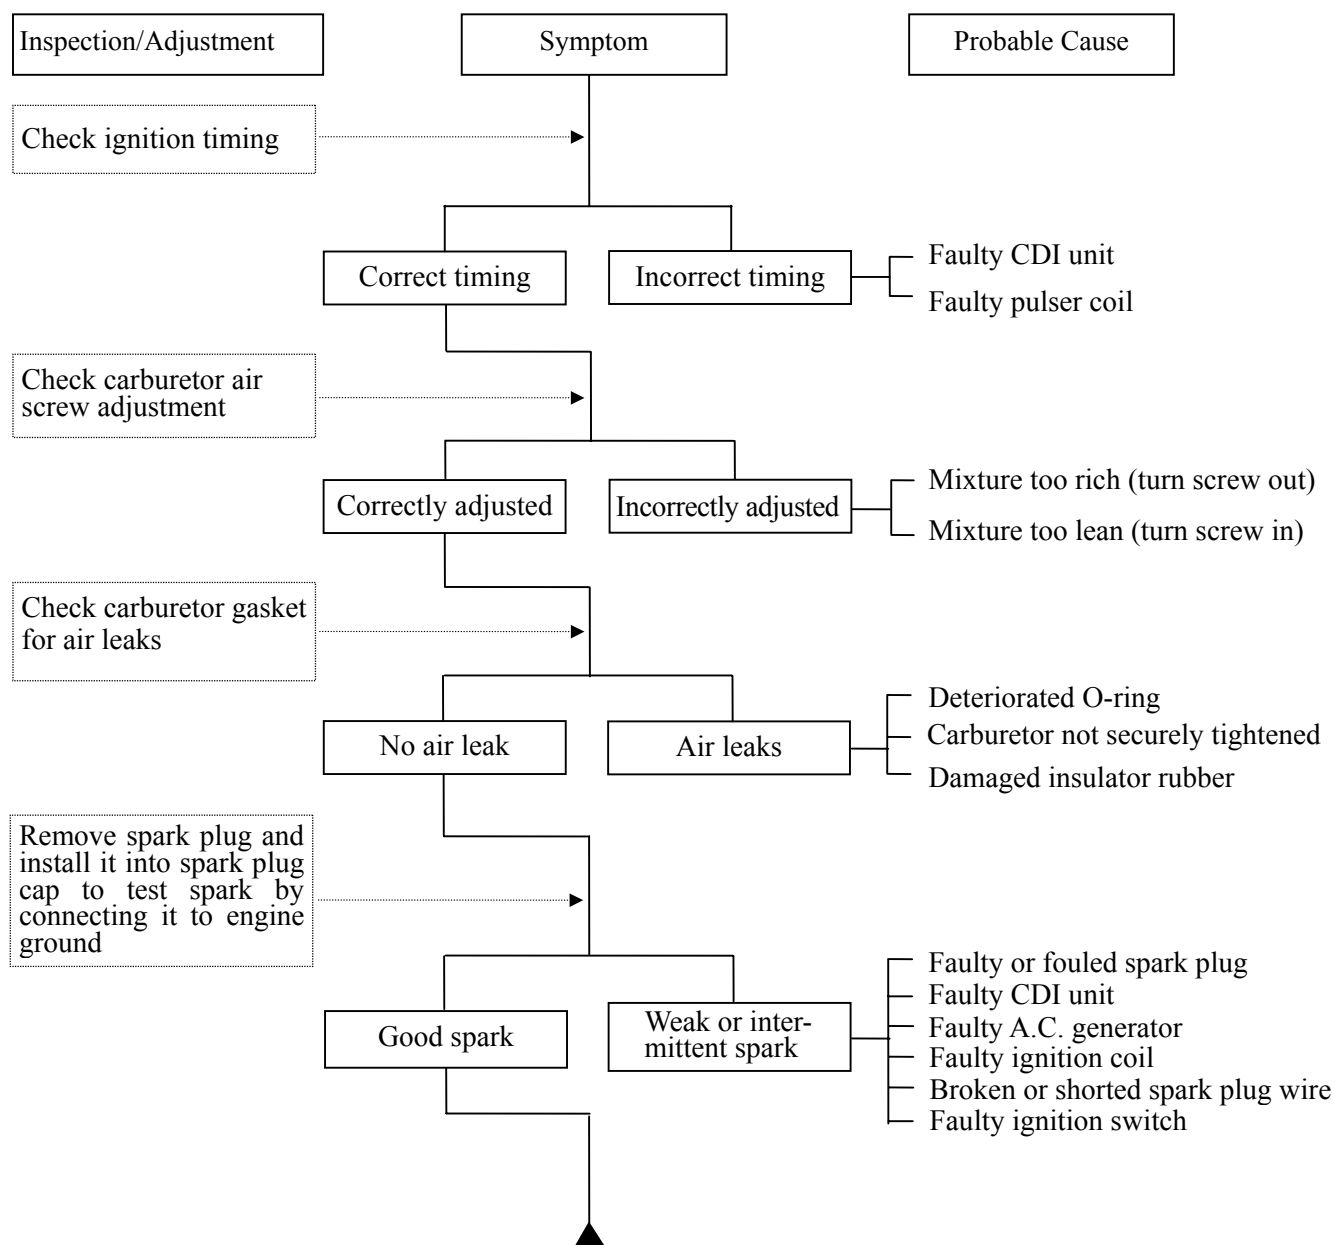 Inspection/Adjustment
Symptom
Probable Cause
Check ignition timing
Correct timing
Incorrect timing
Faulty CDI unit
Faulty pulser coil
Check carburetor air
screw adjustment
Correctly adjusted
Incorrectly adjusted
Mixture too rich (turn screw out)
Mixture too lean (turn screw in)
Check carburetor gasket
for air leaks
No air leak
Air leaks
Deteriorated O-ring
Carburetor not securely tightened
Damaged insulator rubber
Remove spark plug and
install it into spark plug
cap to test spark by
connecting it to engine
ground
Good spark
Weak or inter-
mittent spark
Faulty or fouled spark plug
Faulty CDI unit
Faulty A.C. generator
Faulty ignition coil
Broken or shorted spark plug wire
Faulty ignition switch